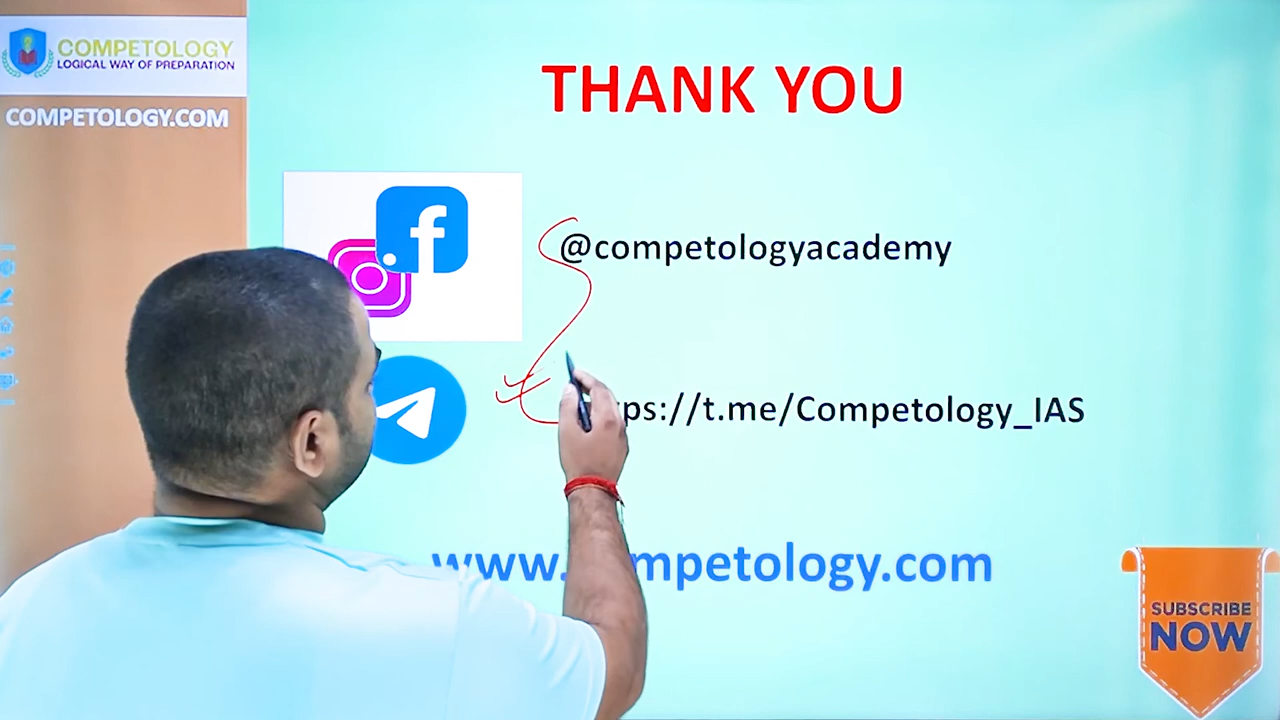 COMPETOLOGY
LOGICAL WAY OF PREPARATION
COMPETOLOGY.COM
THANK YOU
f
@competologyacademy
ps://t.me/Competology_IAS
www. mpetology.com
SUBSCRIBE
NOW